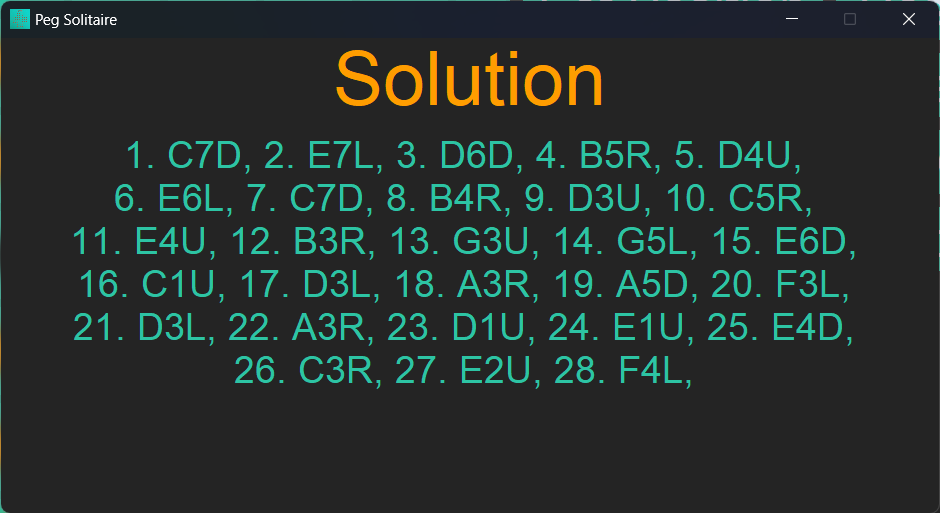 Peg Solitaire
Solution
1. C7D, 2. E7L, 3. D6D, 4. B5R, 5. D4U,
6. E6L, 7. C7D, 8. B4R, 9. D3U, 10. C5R,
11. E4U, 12. B3R, 13. G3U, 14. G5L, 15. E6D,
16. C1U, 17. D3L, 18. A3R, 19. A5D, 20. F3L,
21. D3L, 22. A3R, 23. D1U, 24. E1U, 25. E4D,
26. C3R, 27. E2U, 28. F4L,